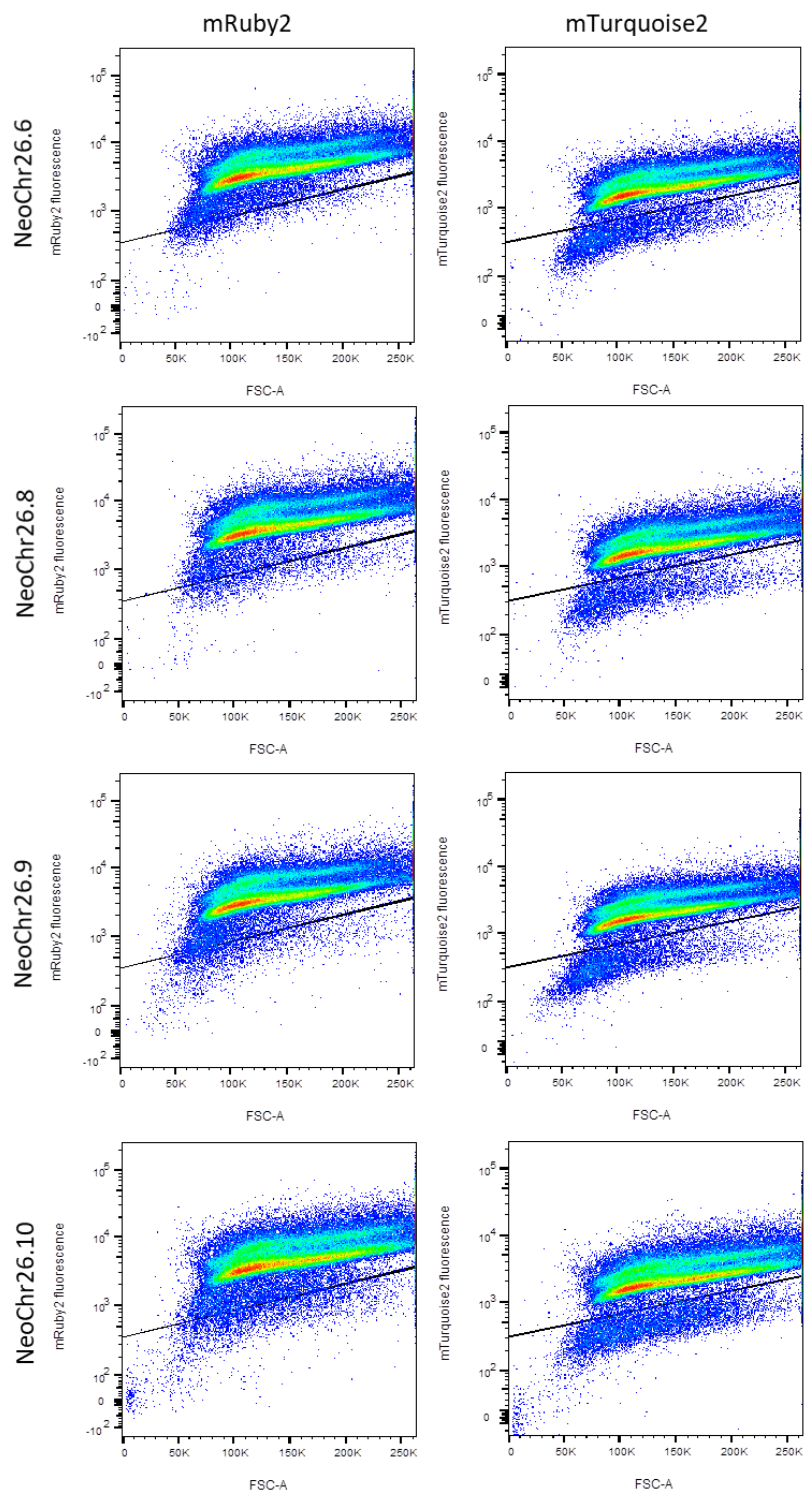 mRuby2 mTurquoise2
NeoChr26.6
mRuby2 fluorescence
10^5
10^4
10^3
10^2
0
-10^2
0 50K 100K 150K 200K 250K
FSC-A
mTurquoise2 fluorescence
10^5
10^4
10^3
10^2
0
0 50K 100K 150K 200K 250K
FSC-A
NeoChr26.8
mRuby2 fluorescence
10^5
10^4
10^3
10^2
0
-10^2
0 50K 100K 150K 200K 250K
FSC-A
mTurquoise2 fluorescence
10^5
10^4
10^3
10^2
0
0 50K 100K 150K 200K 250K
FSC-A
NeoChr26.9
mRuby2 fluorescence
10^5
10^4
10^3
10^2
0
-10^2
0 50K 100K 150K 200K 250K
FSC-A
mTurquoise2 fluorescence
10^5
10^4
10^3
10^2
0
0 50K 100K 150K 200K 250K
FSC-A
NeoChr26.10
mRuby2 fluorescence
10^5
10^4
10^3
10^2
0
-10^2
0 50K 100K 150K 200K 250K
FSC-A
mTurquoise2 fluorescence
10^5
10^4
10^3
10^2
0
0 50K 100K 150K 200K 250K
FSC-A